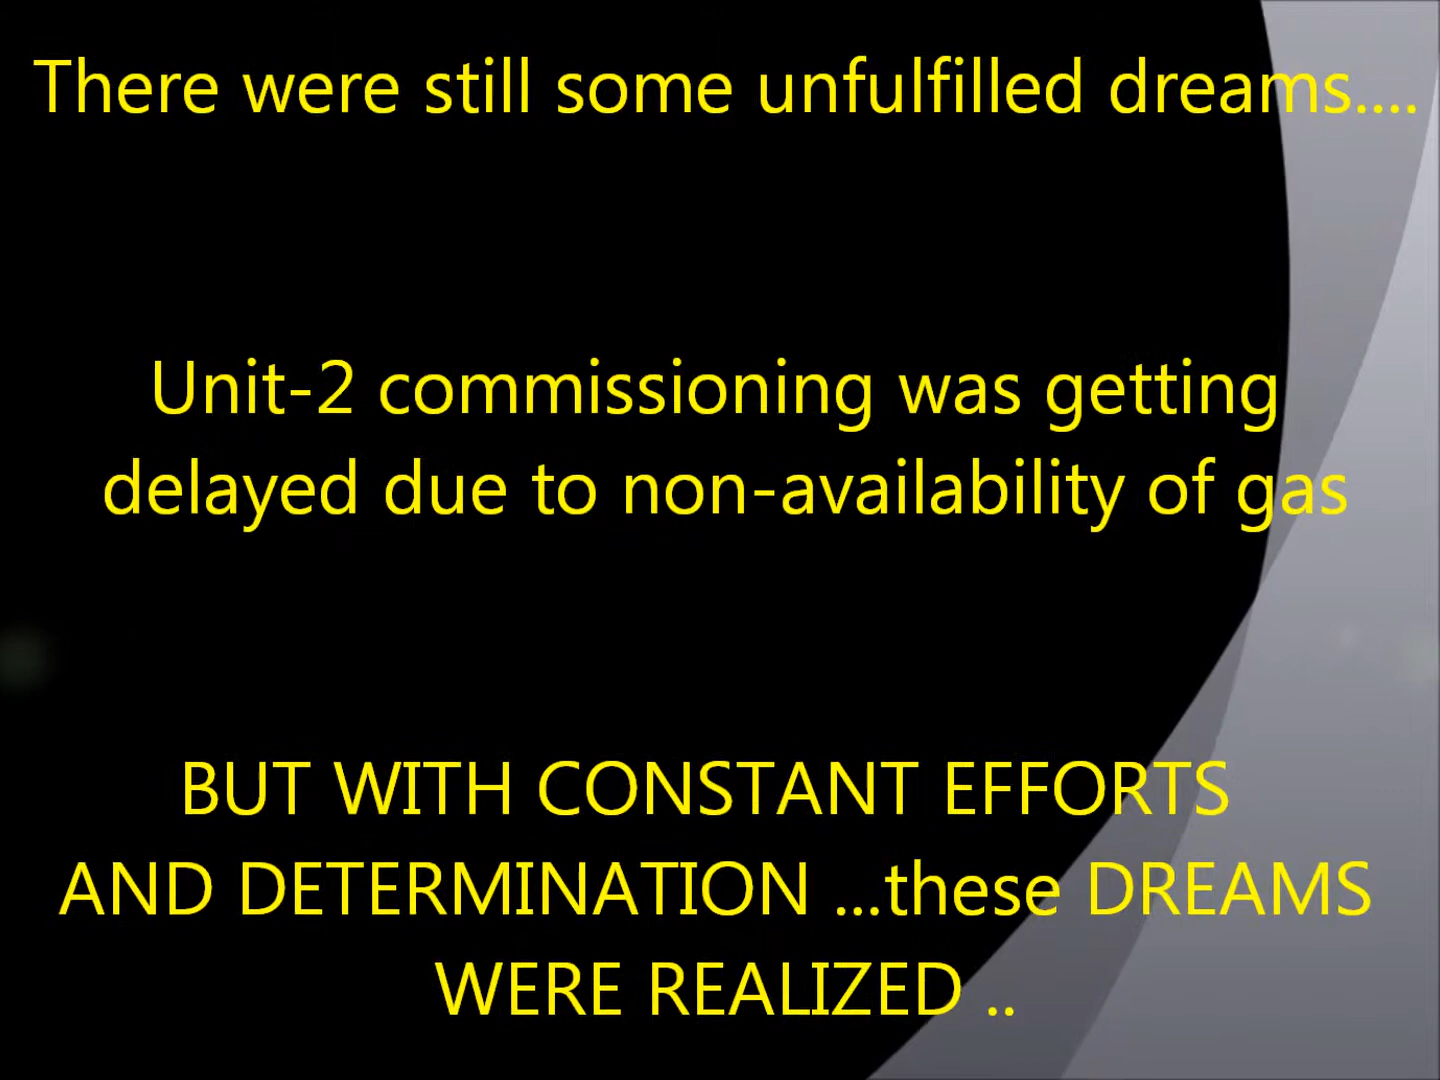 There were still some unfulfilled dreams....
Unit-2 commissioning was getting
delayed due to non-availability of gas
BUT WITH CONSTANT EFFORTS
AND DETERMINATION ...these DREAMS
WERE REALIZED ..